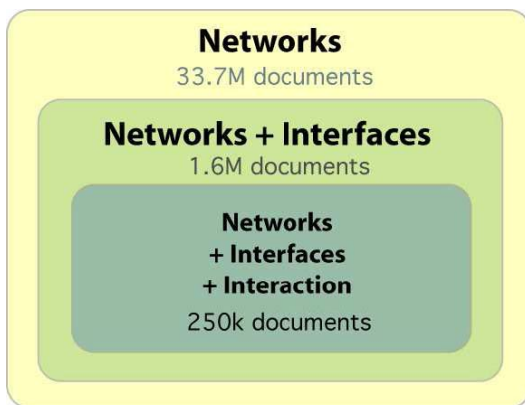 Networks
33.7M documents
Networks + Interfaces
1.6M documents
Networks
+ Interfaces
+ Interaction
250k documents